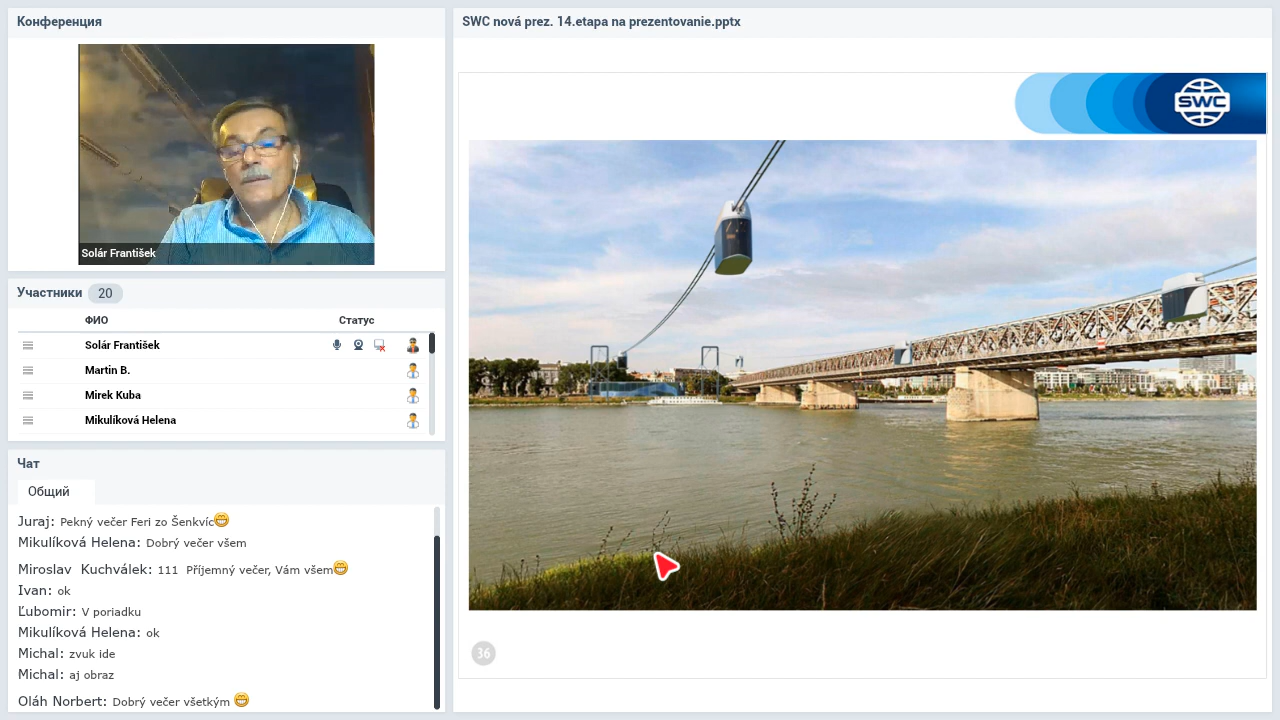 Конференция
Solár František
Участники 20
ФИО Статус
Solár František
Martin B.
Mirek Kuba
Mikulíková Helena
Чат
Общий
Juraj: Pekný večer Feri zo Šenkvíc
Mikulíková Helena: Dobrý večer všem
Miroslav Kuchválek: 111 Příjemný večer, Vám všem
Ivan: ok
Ľubomir: V poriadku
Mikulíková Helena: ok
Michal: zvuk ide
Michal: aj obraz
Oláh Norbert: Dobrý večer všetkým
SWC nová prez. 14.etapa na prezentovanie.pptx
SWC
36